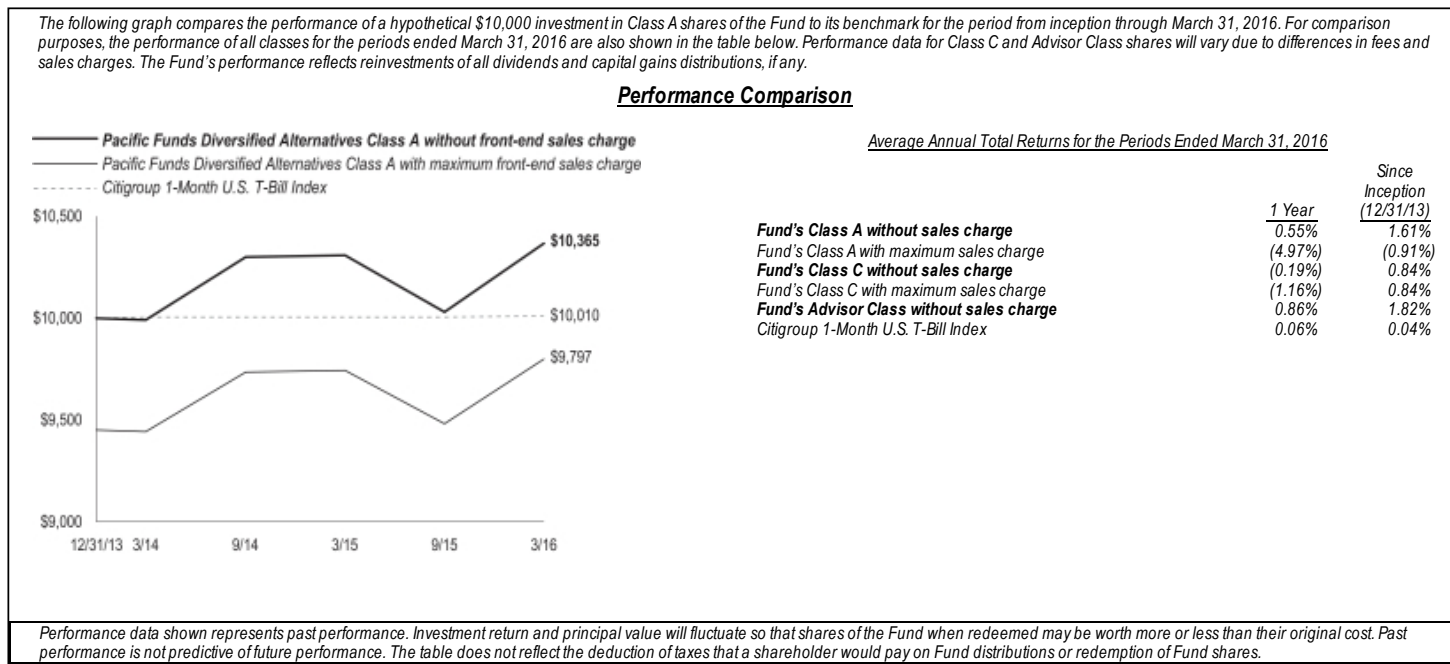 The following graph compares the performance of a hypothetical $10,000 investment in Class A shares of the Fund to its benchmark for the period from inception through March 31, 2016. For comparison
purposes, the performance of all classes for the periods ended March 31, 2016 are also shown in the table below. Performance data for Class C and Advisor Class shares will vary due to differences in fees and
sales charges. The Fund's performance reflects reinvestments of all dividends and capital gains distributions, if any.
Performance Comparison
Pacific Funds Diversified Alternatives Class A without front-end sales charge
Pacific Funds Diversified Alternatives Class A with maximum front-end sales charge
Citigroup 1-Month U.S. T-Bill Index
$10,500
$10,000
$9,500
$9,000
$10,365
$10,010
$9,797
12/31/13 3/14 9/14 3/15 9/15 3/16
Average Annual Total Returns for the Periods Ended March 31, 2016
Since
Inception
1 Year (12/31/13)
Fund's Class A without sales charge 0.55% 1.61%
Fund's Class A with maximum sales charge (4.97%) (0.91%)
Fund's Class C without sales charge (0.19%) 0.84%
Fund's Class C with maximum sales charge (1.16%) 0.84%
Fund's Advisor Class without sales charge 0.86% 1.82%
Citigroup 1-Month U.S. T-Bill Index 0.06% 0.04%
Performance data shown represents past performance. Investment return and principal value will fluctuate so that shares of the Fund when redeemed may be worth more or less than their original cost. Past
performance is not predictive of future performance. The table does not reflect the deduction of taxes that a shareholder would pay on Fund distributions or redemption of Fund shares.